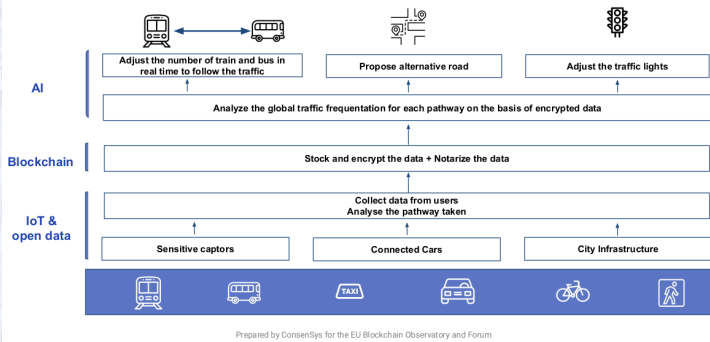 Adjust the number of train and bus in
real time to follow the traffic
Propose alternative road
Adjust the traffic lights
AI
Analyze the global traffic frequentation for each pathway on the basis of encrypted data
Blockchain
Stock and encrypt the data + Notarize the data
IoT &
open data
Collect data from users
Analyse the pathway taken
Sensitive captors
Connected Cars
City Infrastructure
TAXI
Prepared by ConsenSys for the EU Blockchain Observatory and Forum